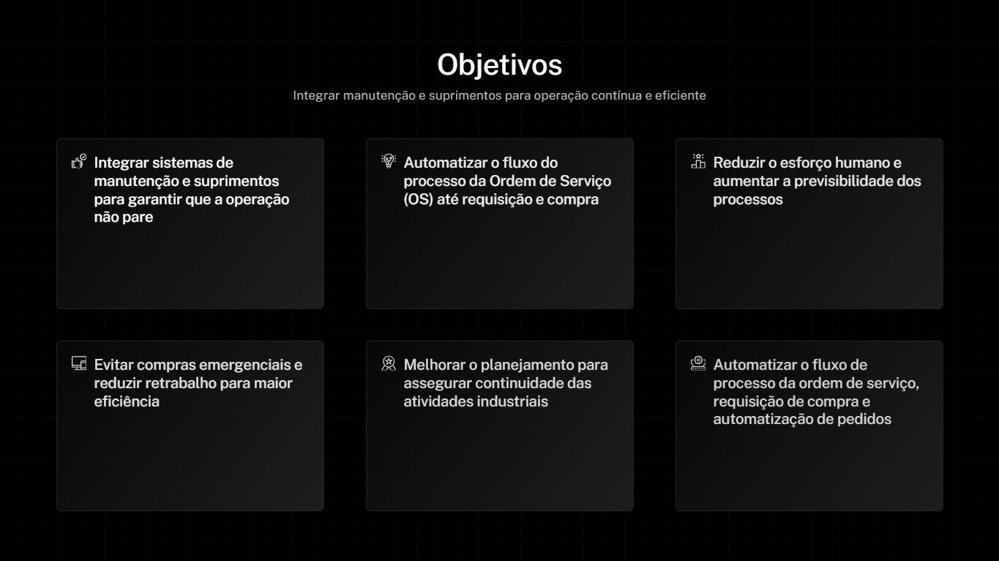 Objetivos
Integrar manutenção e suprimentos para operação contínua e eficiente
Integrar sistemas de
manutenção e suprimentos
para garantir que a operação
não pare
Automatizar o fluxo do
processo da Ordem de Serviço
(OS) até requisição e compra
Reduzir o esforço humano e
aumentar a previsibilidade dos
processos
Evitar compras emergenciais e
reduzir retrabalho para maior
eficiência
Melhorar o planejamento para
assegurar continuidade das
atividades industriais
Automatizar o fluxo de
processo da ordem de serviço,
requisição de compra e
automatização de pedidos